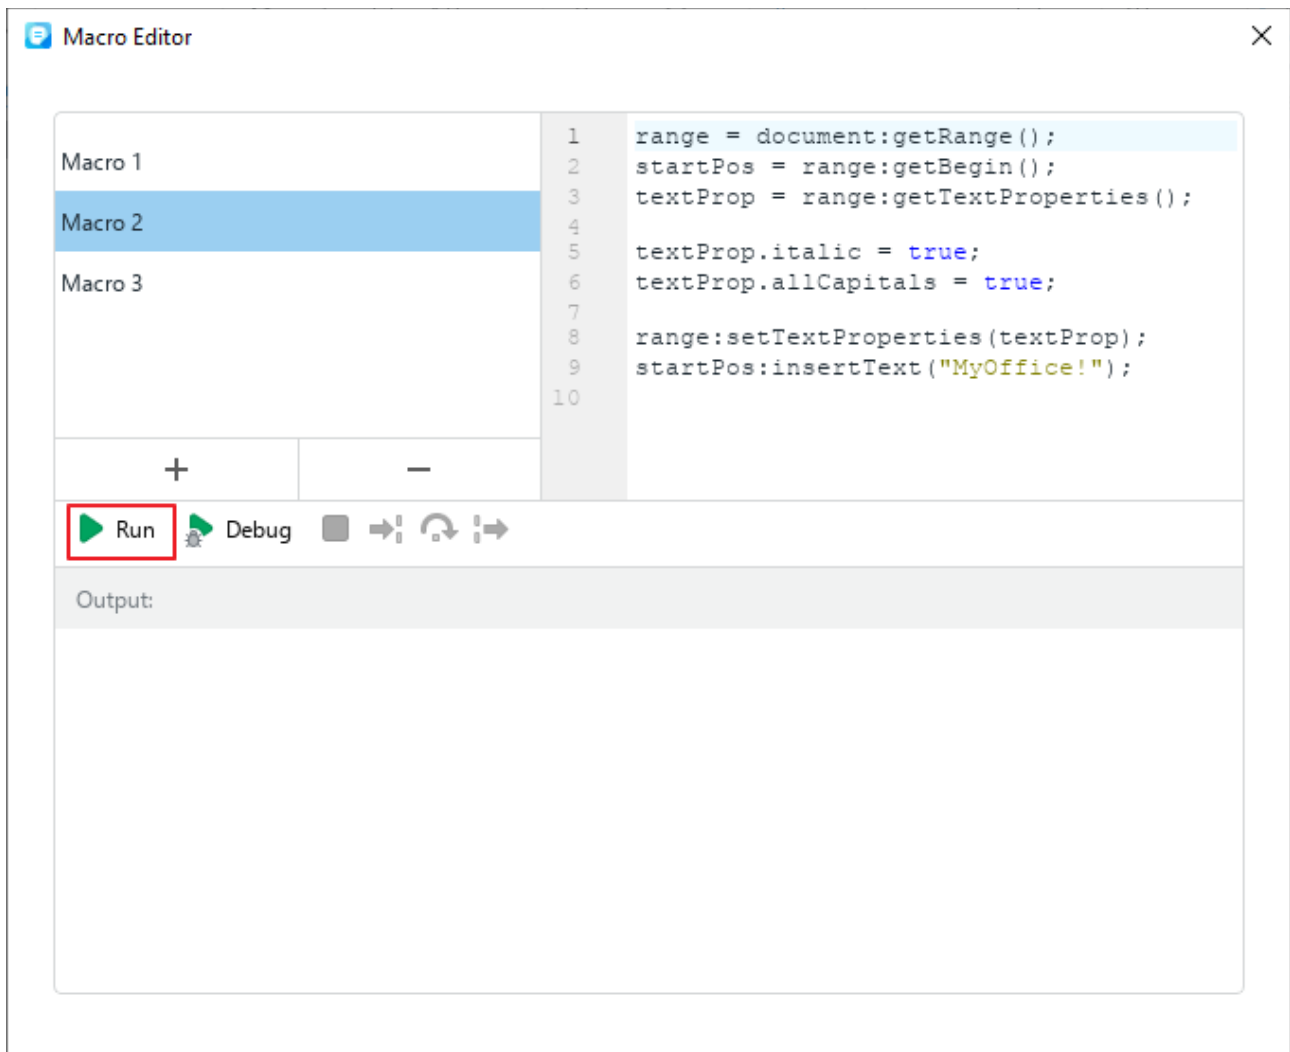 Macro Editor
Macro 1
Macro 2
Macro 3
1 range = document:getRange();
2 startPos = range:getBegin();
3 textProp = range:getTextProperties();
4
5 textProp.italic = true;
6 textProp.allCapitals = true;
7
8 range:setTextProperties(textProp);
9 startPos:insertText("MyOffice!");
10
Run Debug
Output: